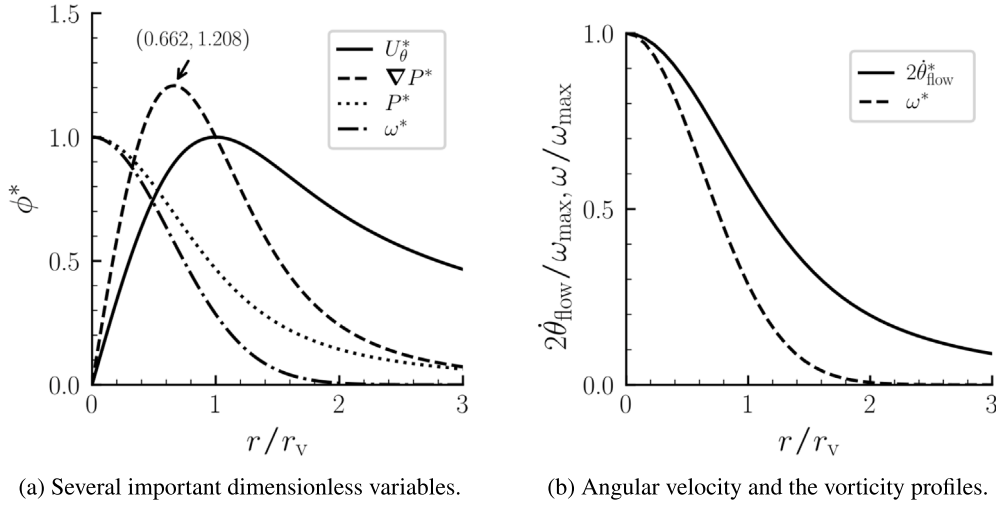 1.5
(0.662, 1.208)
U*θ
∇P*
P*
ω*
1.0
ϕ*
0.5
0.0
0 1 2 3
r/r_v
(a) Several important dimensionless variables.
1.0
2θ̇*flow
ω*
2θ̇flow/ωmax, ω/ωmax
0.5
0.0
0 1 2 3
r/r_v
(b) Angular velocity and the vorticity profiles.